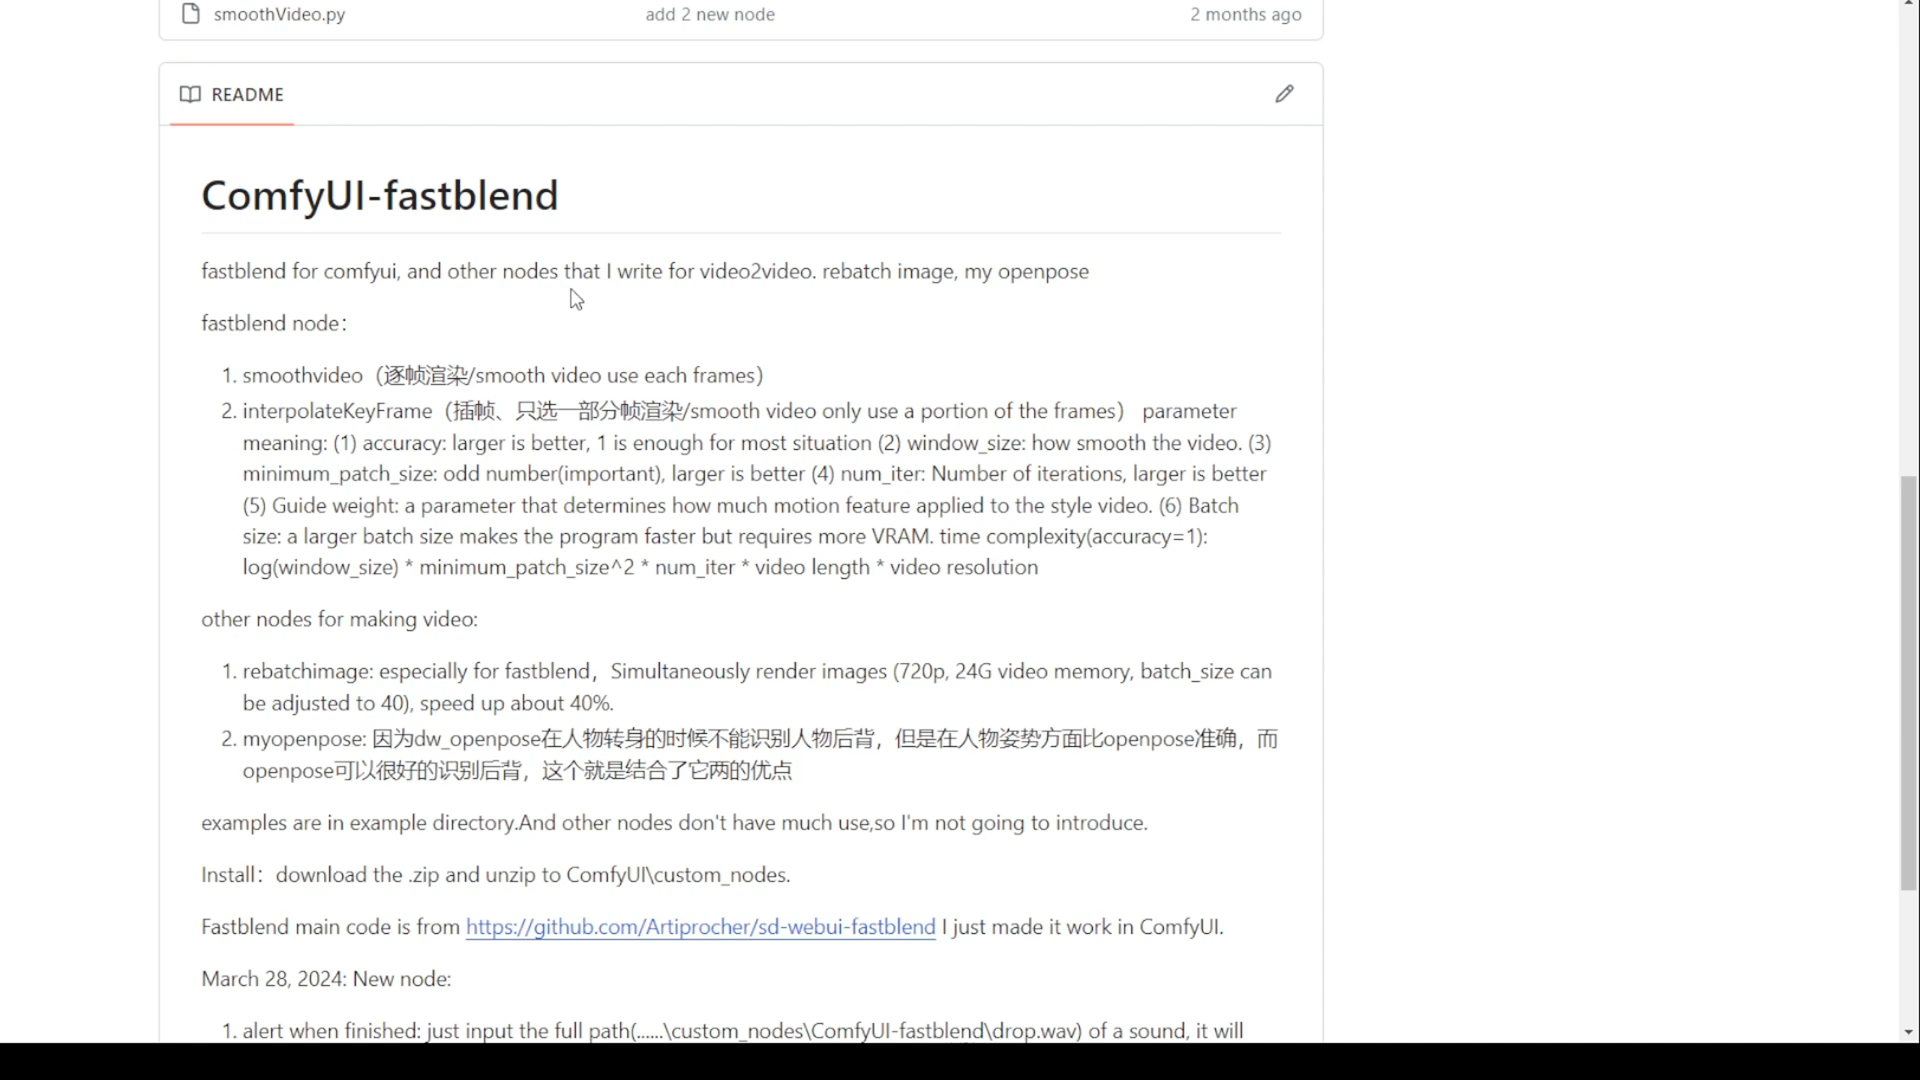 smoothVideo.py add 2 new node 2 months ago
README
ComfyUI-fastblend
fastblend for comfyui, and other nodes that I write for video2video. rebatch image, my openpose
fastblend node：
1. smoothvideo（逐帧渲染/smooth video use each frames）
2. interpolateKeyFrame（插帧、只选一部分帧渲染/smooth video only use a portion of the frames） parameter
meaning: (1) accuracy: larger is better, 1 is enough for most situation (2) window_size: how smooth the video. (3)
minimum_patch_size: odd number(important), larger is better (4) num_iter: Number of iterations, larger is better
(5) Guide weight: a parameter that determines how much motion feature applied to the style video. (6) Batch
size: a larger batch size makes the program faster but requires more VRAM. time complexity(accuracy=1):
log(window_size) * minimum_patch_size^2 * num_iter * video length * video resolution
other nodes for making video:
1. rebatchimage: especially for fastblend，Simultaneously render images (720p, 24G video memory, batch_size can
be adjusted to 40), speed up about 40%.
2. myopenpose: 因为dw_openpose在人物转身的时候不能识别人物后背，但是在人物姿势方面比openpose准确，而
openpose可以很好的识别后背，这个就是结合了它两的优点
examples are in example directory.And other nodes don't have much use,so I'm not going to introduce.
Install：download the .zip and unzip to ComfyUI\custom_nodes.
Fastblend main code is from https://github.com/Artiprocher/sd-webui-fastblend I just made it work in ComfyUI.
March 28, 2024: New node:
1. alert when finished: just input the full path(......\custom_nodes\ComfyUI-fastblend\drop.wav) of a sound, it will